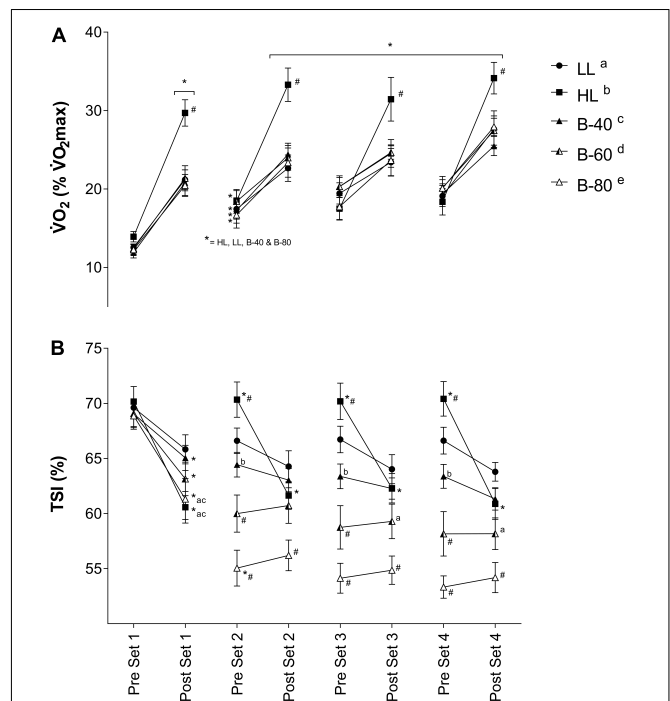 A
40
30
20
10
V̇O₂ (% V̇O₂max)
*
#
*
#
#
#
*
*
*
*
* = HL, LL, B-40 & B-80
LL a
HL b
B-40 c
B-60 d
B-80 e
B
75
70
65
60
55
TSI (%)
*
*
* ac
* ac
*#
b
#
*#
*
#
*#
b
#
#
*
a
#
*#
b
#
#
*
a
#
Pre Set 1
Post Set 1
Pre Set 2
Post Set 2
Pre Set 3
Post Set 3
Pre Set 4
Post Set 4